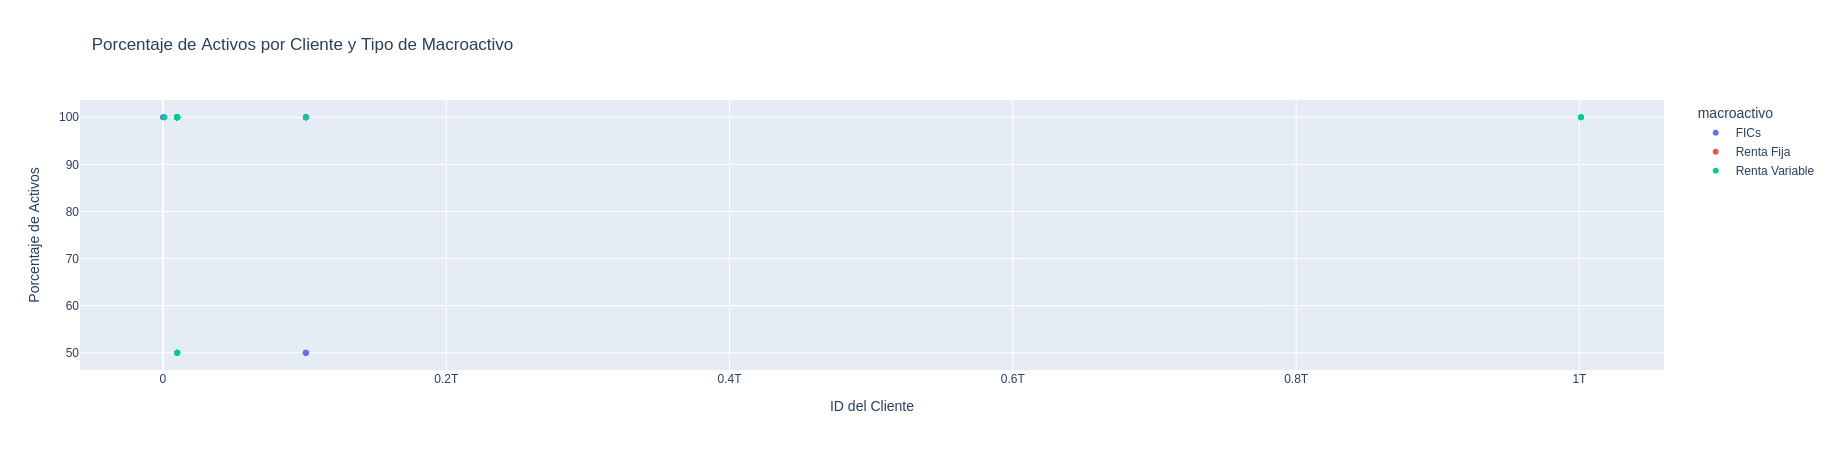 Porcentaje de Activos por Cliente y Tipo de Macroactivo
Porcentaje de Activos
100
90
80
70
60
50
0
0.2T
0.4T
0.6T
0.8T
1T
ID del Cliente
macroactivo
FICs
Renta Fija
Renta Variable